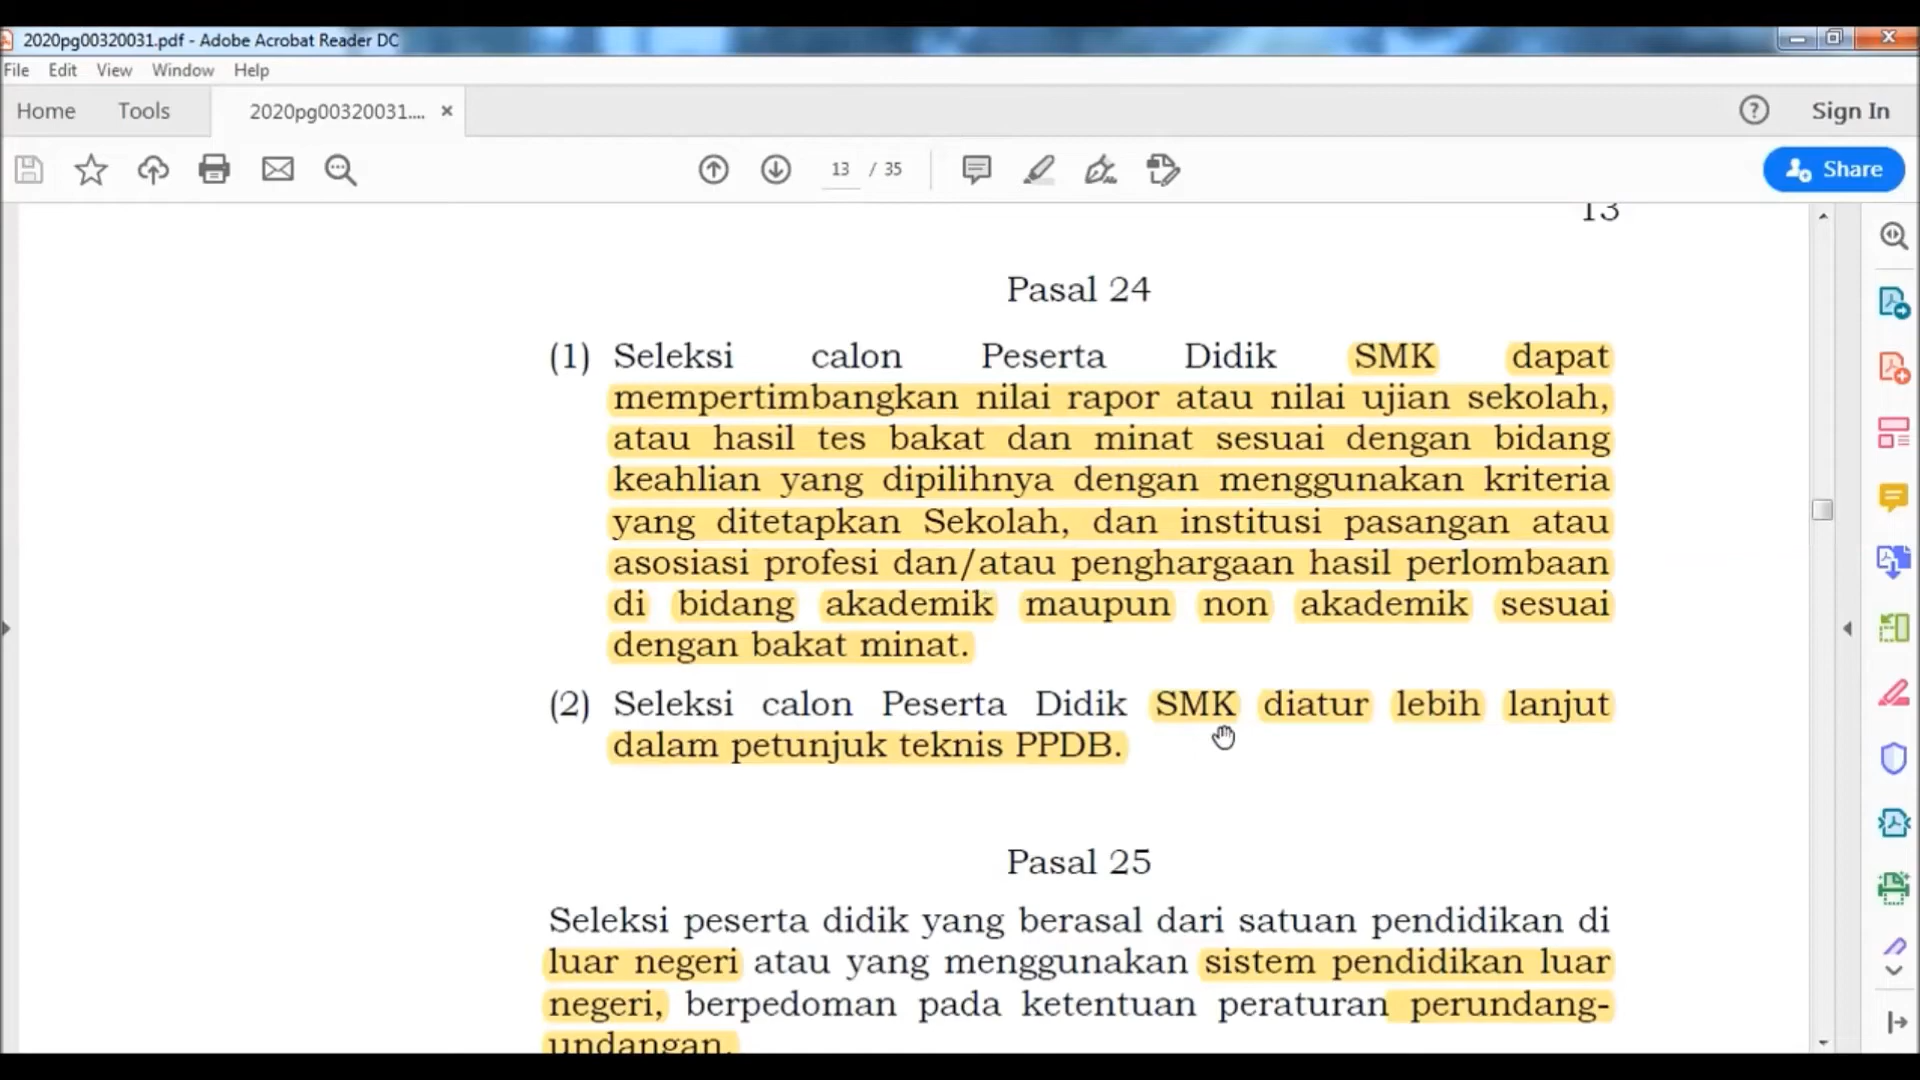 2020pg00320031.pdf - Adobe Acrobat Reader DC
File Edit View Window Help
Home Tools 2020pg00320031.... × ? Sign In
13 / 35 Share
13
Pasal 24
(1) Seleksi calon Peserta Didik SMK dapat
mempertimbangkan nilai rapor atau nilai ujian sekolah,
atau hasil tes bakat dan minat sesuai dengan bidang
keahlian yang dipilihnya dengan menggunakan kriteria
yang ditetapkan Sekolah, dan institusi pasangan atau
asosiasi profesi dan/atau penghargaan hasil perlombaan
di bidang akademik maupun non akademik sesuai
dengan bakat minat.
(2) Seleksi calon Peserta Didik SMK diatur lebih lanjut
dalam petunjuk teknis PPDB.
Pasal 25
Seleksi peserta didik yang berasal dari satuan pendidikan di
luar negeri atau yang menggunakan sistem pendidikan luar
negeri, berpedoman pada ketentuan peraturan perundang-
undangan.